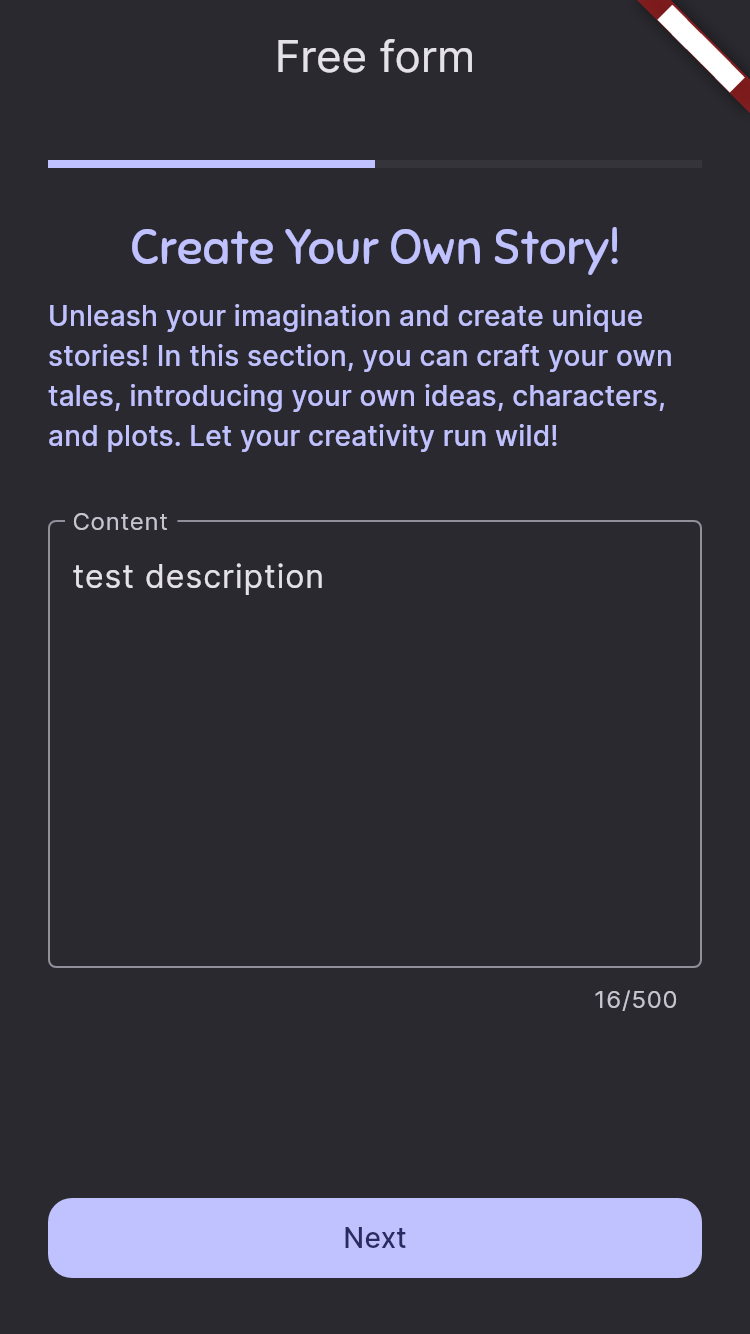 Free form
Create Your Own Story!
Unleash your imagination and create unique
stories! In this section, you can craft your own
tales, introducing your own ideas, characters,
and plots. Let your creativity run wild!
Content
test description
16/500
Next